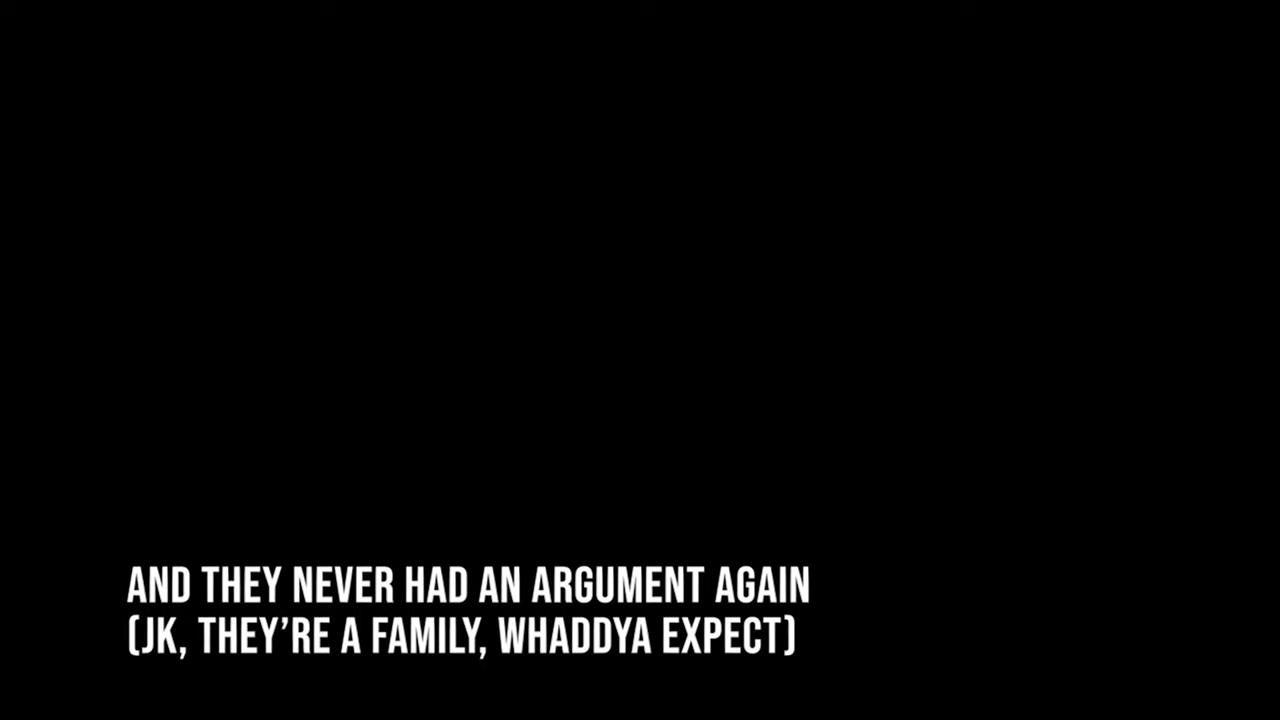 AND THEY NEVER HAD AN ARGUMENT AGAIN
(JK, THEY’RE A FAMILY, WHADDYA EXPECT)